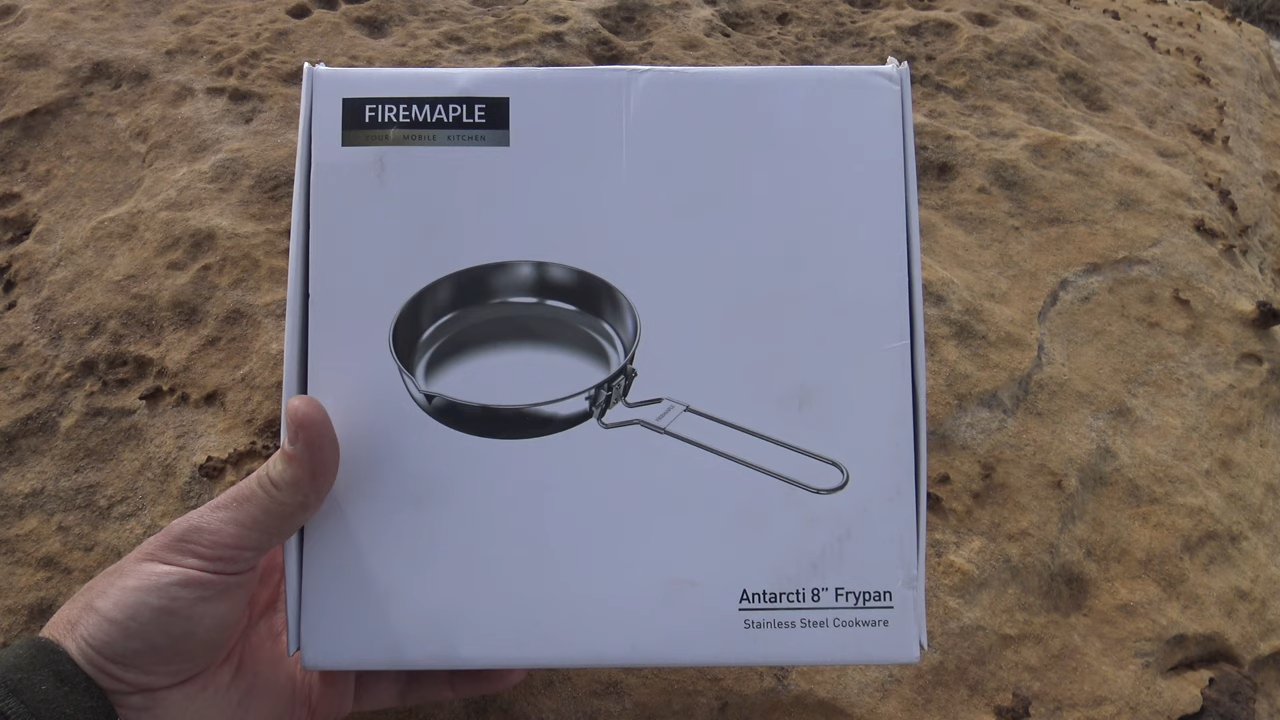 FIREMAPLE
YOUR MOBILE KITCHEN
Antarcti 8” Frypan
Stainless Steel Cookware